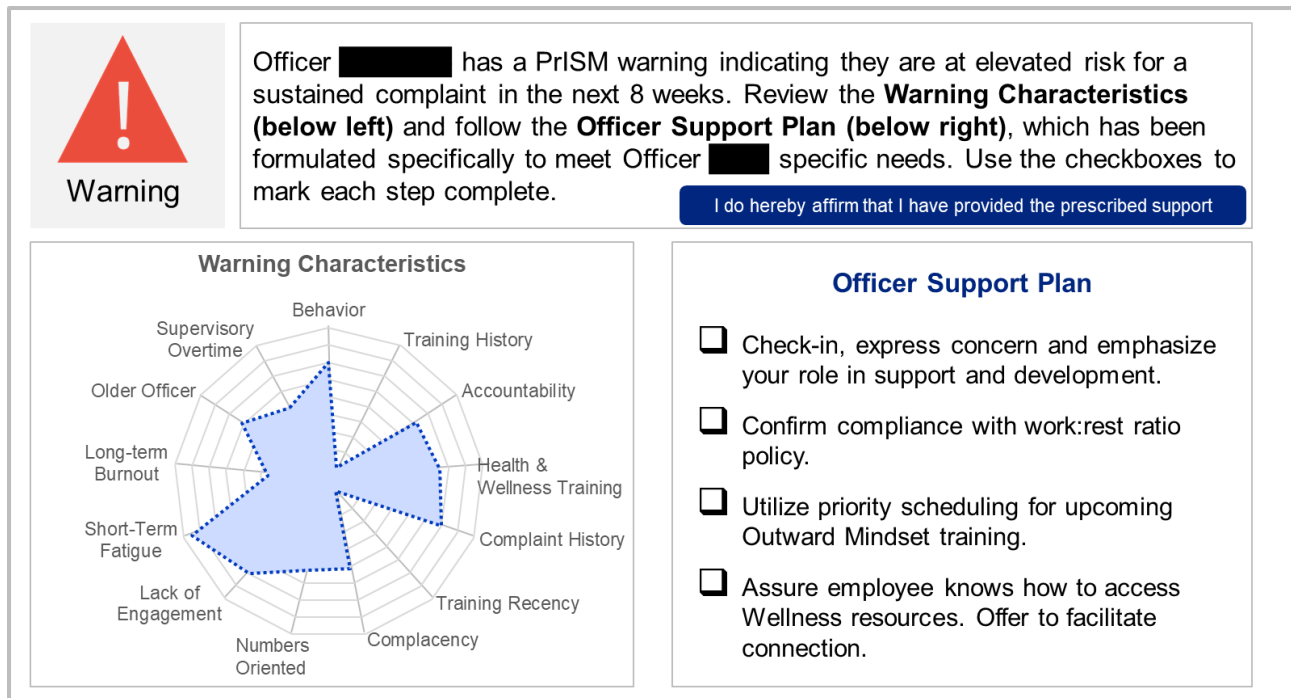 Warning
Officer has a PrISM warning indicating they are at elevated risk for a
sustained complaint in the next 8 weeks. Review the Warning Characteristics
(below left) and follow the Officer Support Plan (below right), which has been
formulated specifically to meet Officer specific needs. Use the checkboxes to
mark each step complete.
I do hereby affirm that I have provided the prescribed support
Warning Characteristics
Behavior
Training History
Accountability
Health &
Wellness Training
Complaint History
Training Recency
Complacency
Numbers
Oriented
Lack of
Engagement
Short-Term
Fatigue
Long-term
Burnout
Older Officer
Supervisory
Overtime
Officer Support Plan
Check-in, express concern and emphasize
your role in support and development.
Confirm compliance with work:rest ratio
policy.
Utilize priority scheduling for upcoming
Outward Mindset training.
Assure employee knows how to access
Wellness resources. Offer to facilitate
connection.